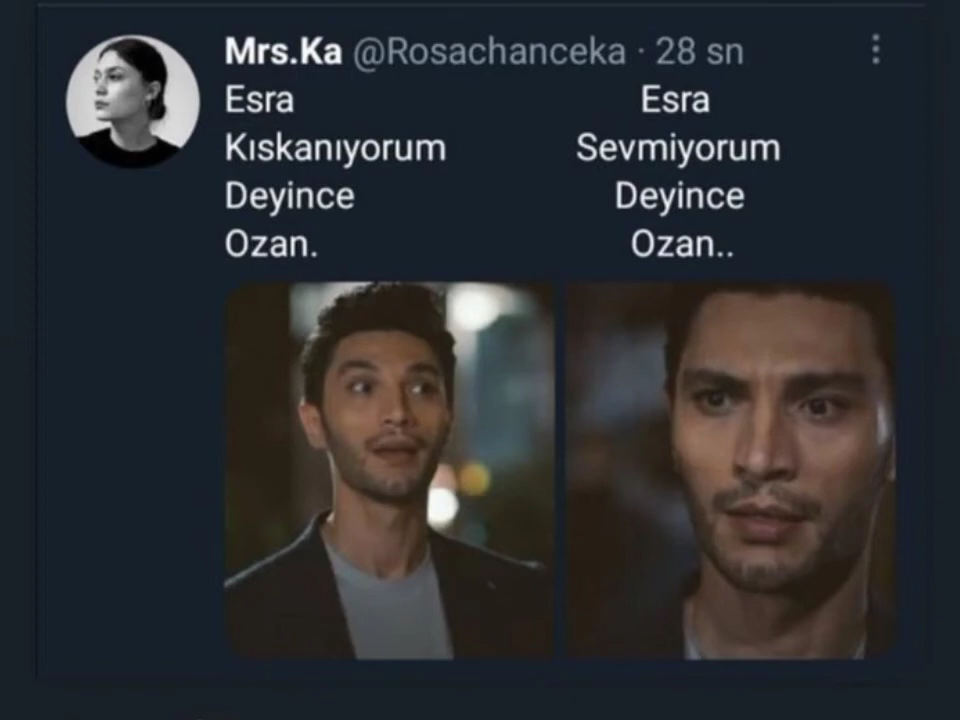 Mrs.Ka @Rosachanceka · 28 sn
Esra Esra
Kıskanıyorum Sevmiyorum
Deyince Deyince
Ozan. Ozan..